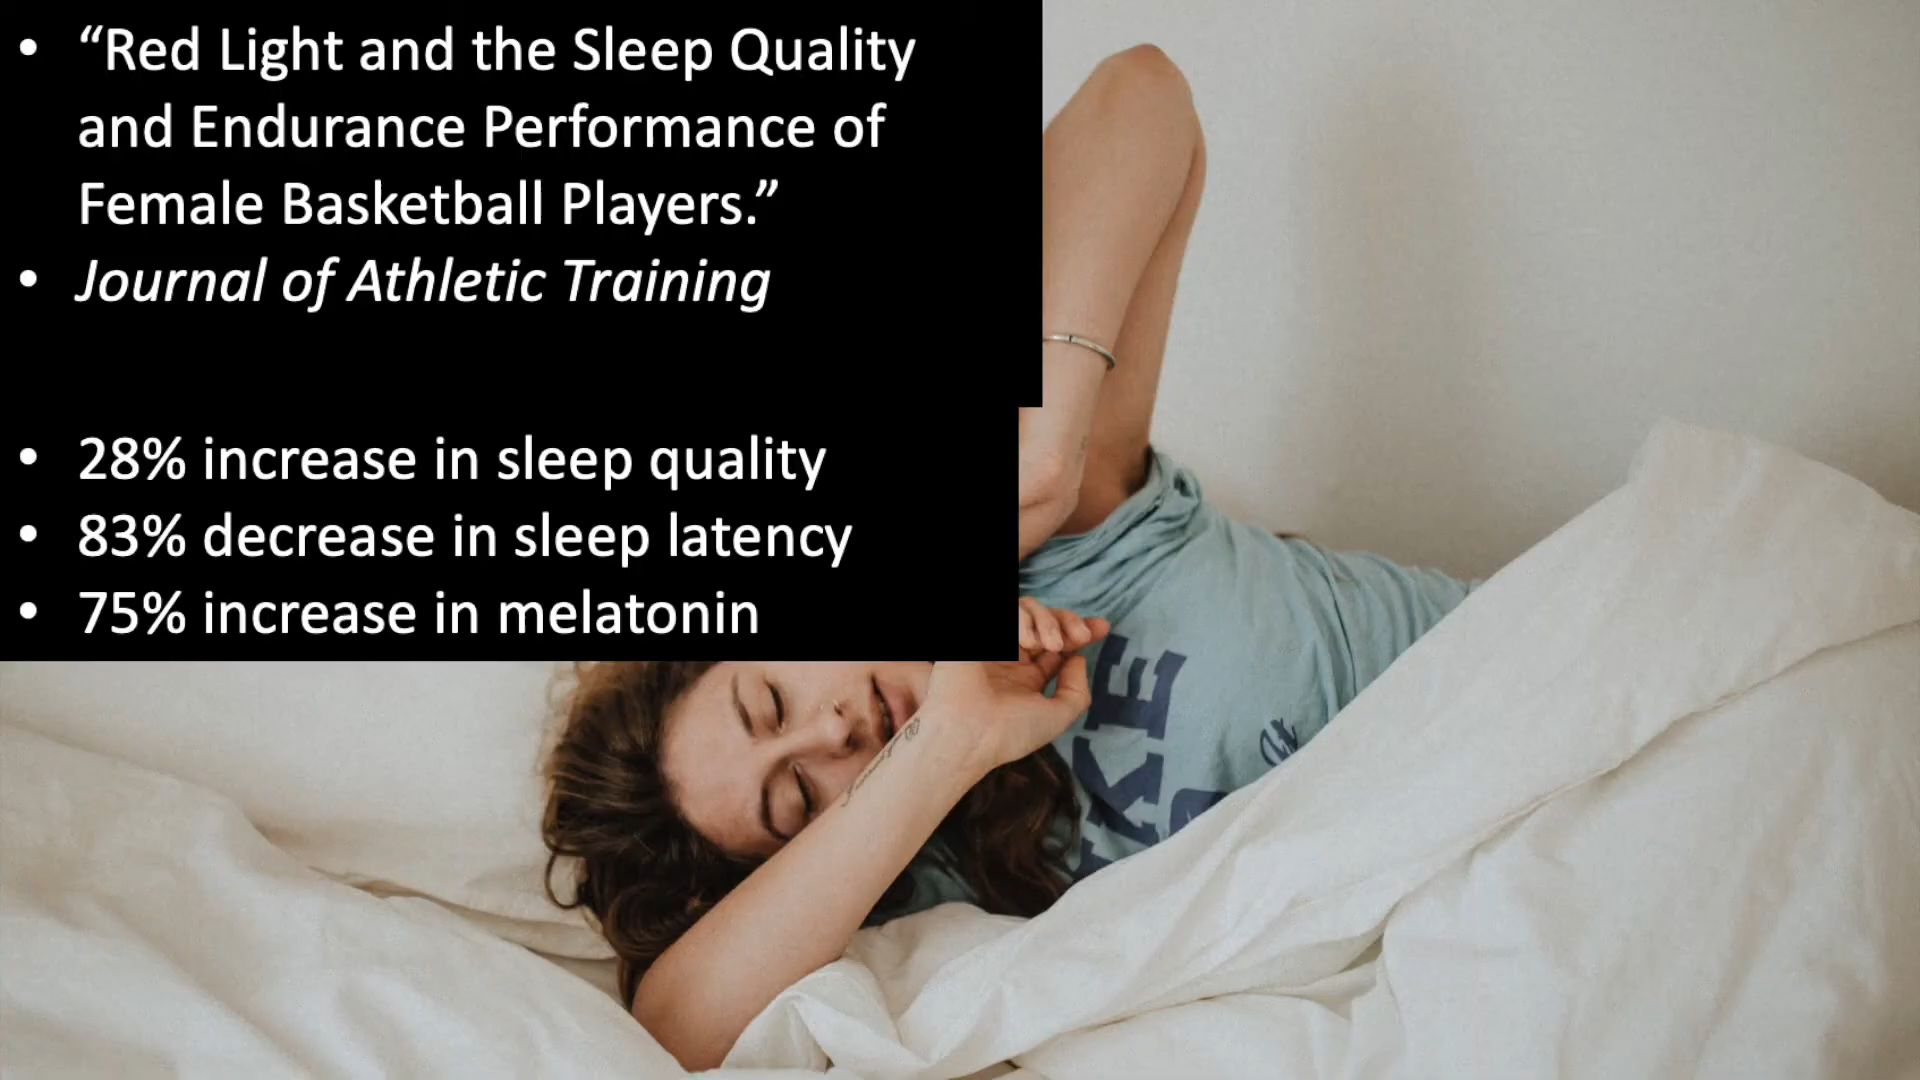 • “Red Light and the Sleep Quality
and Endurance Performance of
Female Basketball Players.”
• Journal of Athletic Training
• 28% increase in sleep quality
• 83% decrease in sleep latency
• 75% increase in melatonin